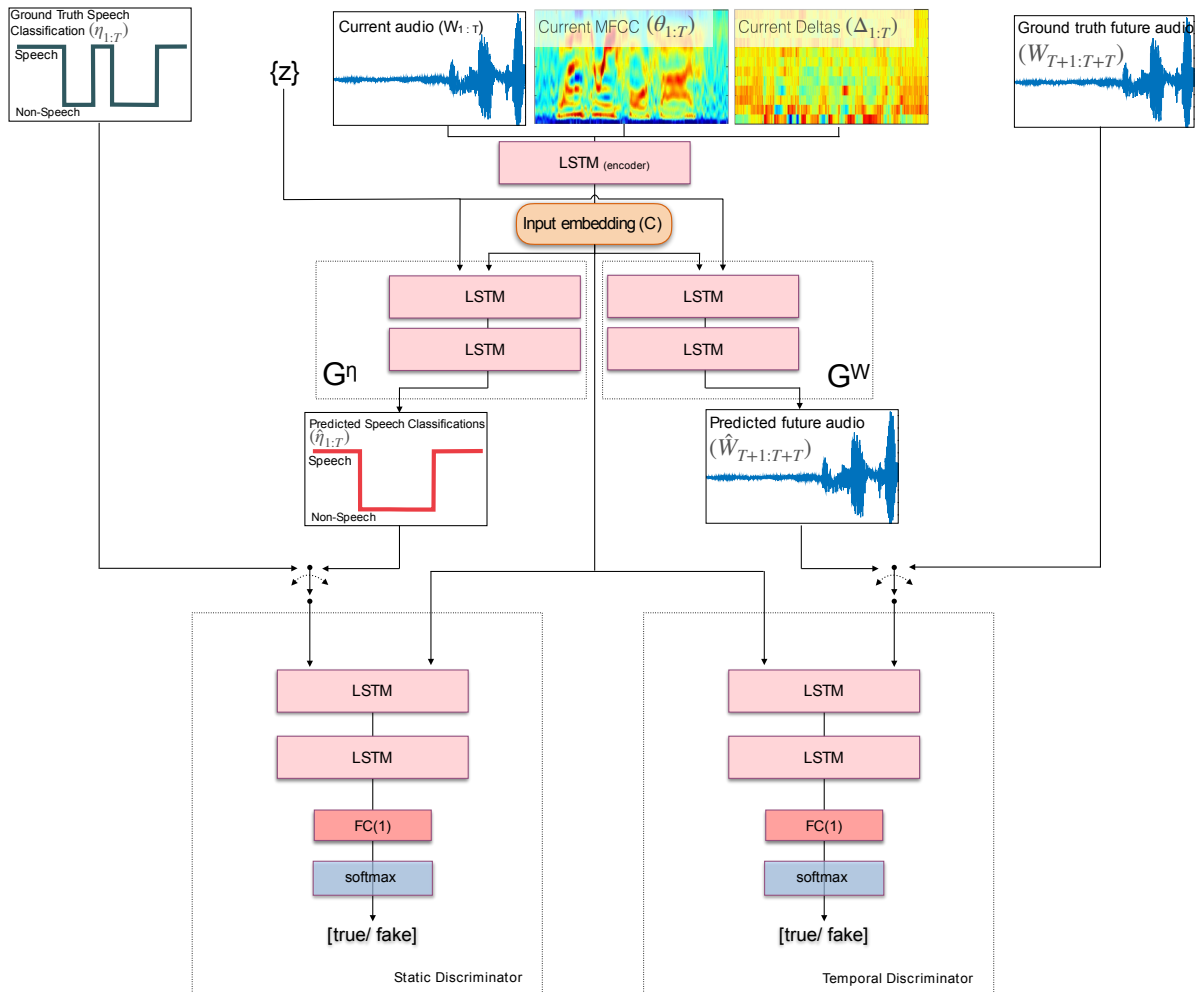 Ground Truth Speech
Classification (η1:T)
Speech
Non-Speech
{z}
Current audio (W1 : T)
Current MFCC (θ1:T)
Current Deltas (Δ1:T)
Ground truth future audio
(WT+1:T+T)
LSTM (encoder)
Input embedding (C)
LSTM
LSTM
LSTM
LSTM
Gη
GW
Predicted Speech Classifications
(η̂1:T)
Speech
Non-Speech
Predicted future audio
(ŴT+1:T+T)
LSTM
LSTM
LSTM
LSTM
FC(1)
FC(1)
softmax
softmax
[true/ fake]
[true/ fake]
Static Discriminator
Temporal Discriminator